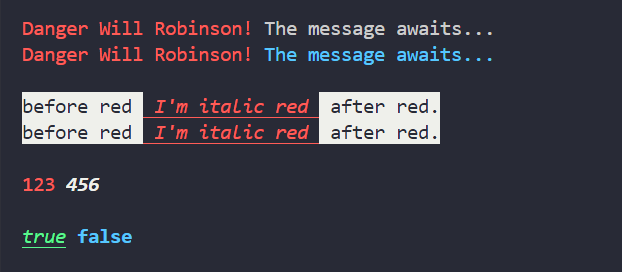 Danger Will Robinson! The message awaits...
Danger Will Robinson! The message awaits...
before red I'm italic red after red.
before red I'm italic red after red.
123 456
true false